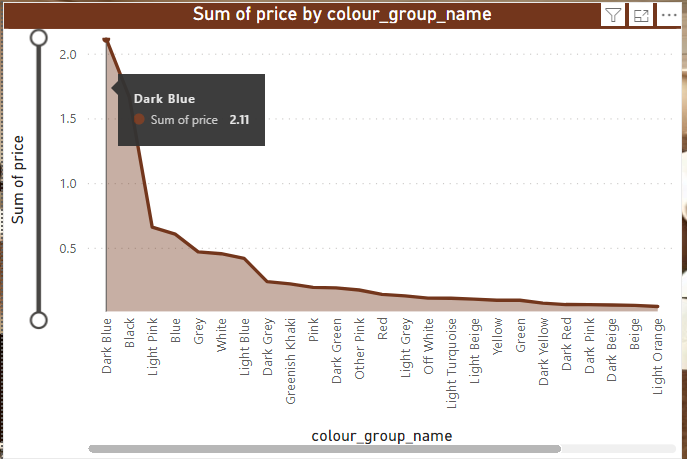 Sum of price by colour_group_name
2.0
1.5
1.0
0.5
Sum of price
Dark Blue
Sum of price 2.11
Dark Blue
Black
Light Pink
Blue
Grey
White
Light Blue
Dark Grey
Greenish Khaki
Pink
Dark Green
Other Pink
Red
Light Grey
Off White
Light Turquoise
Light Beige
Yellow
Green
Dark Yellow
Dark Red
Dark Pink
Dark Beige
Beige
Light Orange
colour_group_name